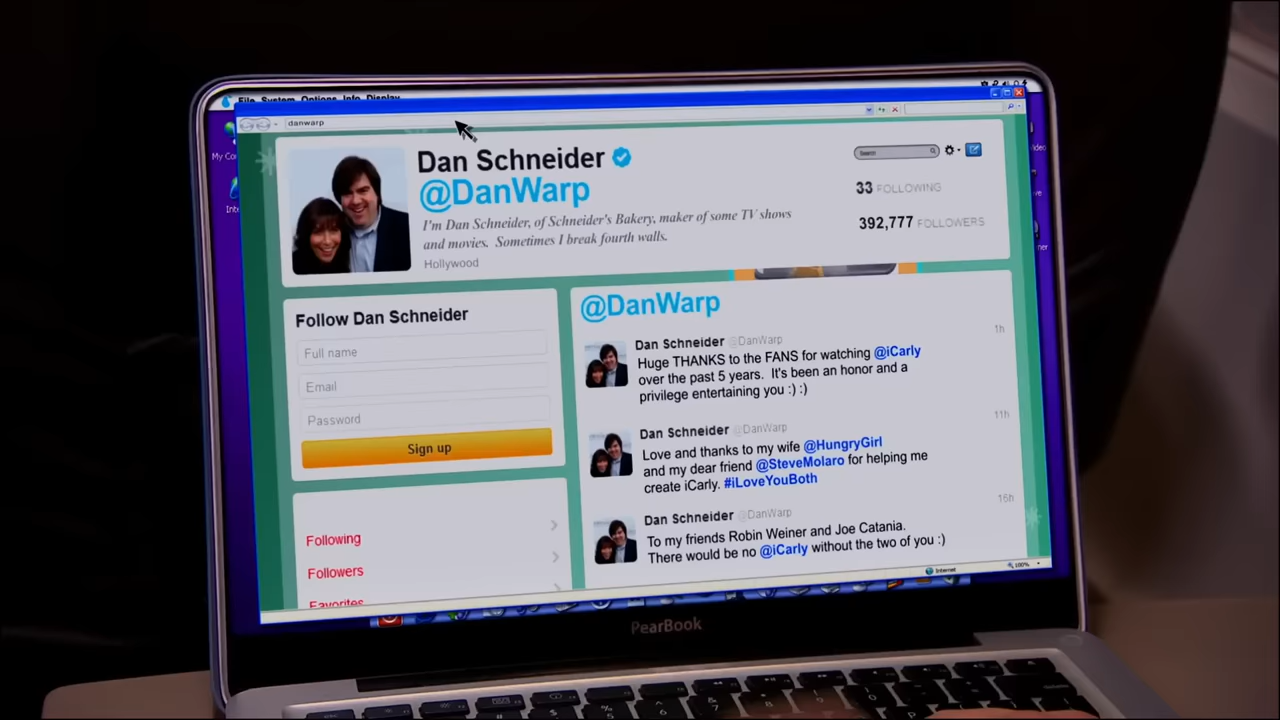 File System Options Info Display
danwarp
Dan Schneider
@DanWarp
I'm Dan Schneider, of Schneider's Bakery, maker of some TV shows
and movies. Sometimes I break fourth walls.
Hollywood
Search
33 FOLLOWING
392,777 FOLLOWERS
Follow Dan Schneider
Full name
Email
Password
Sign up
Following
Followers
Favorites
@DanWarp
Dan Schneider @DanWarp
1h
Huge THANKS to the FANS for watching @iCarly
over the past 5 years. It's been an honor and a
privilege entertaining you :) :)
Dan Schneider @DanWarp
11h
Love and thanks to my wife @HungryGirl
and my dear friend @SteveMolaro for helping me
create iCarly. #iLoveYouBoth
Dan Schneider @DanWarp
16h
To my friends Robin Weiner and Joe Catania.
There would be no @iCarly without the two of you :)
Internet
100%
PearBook